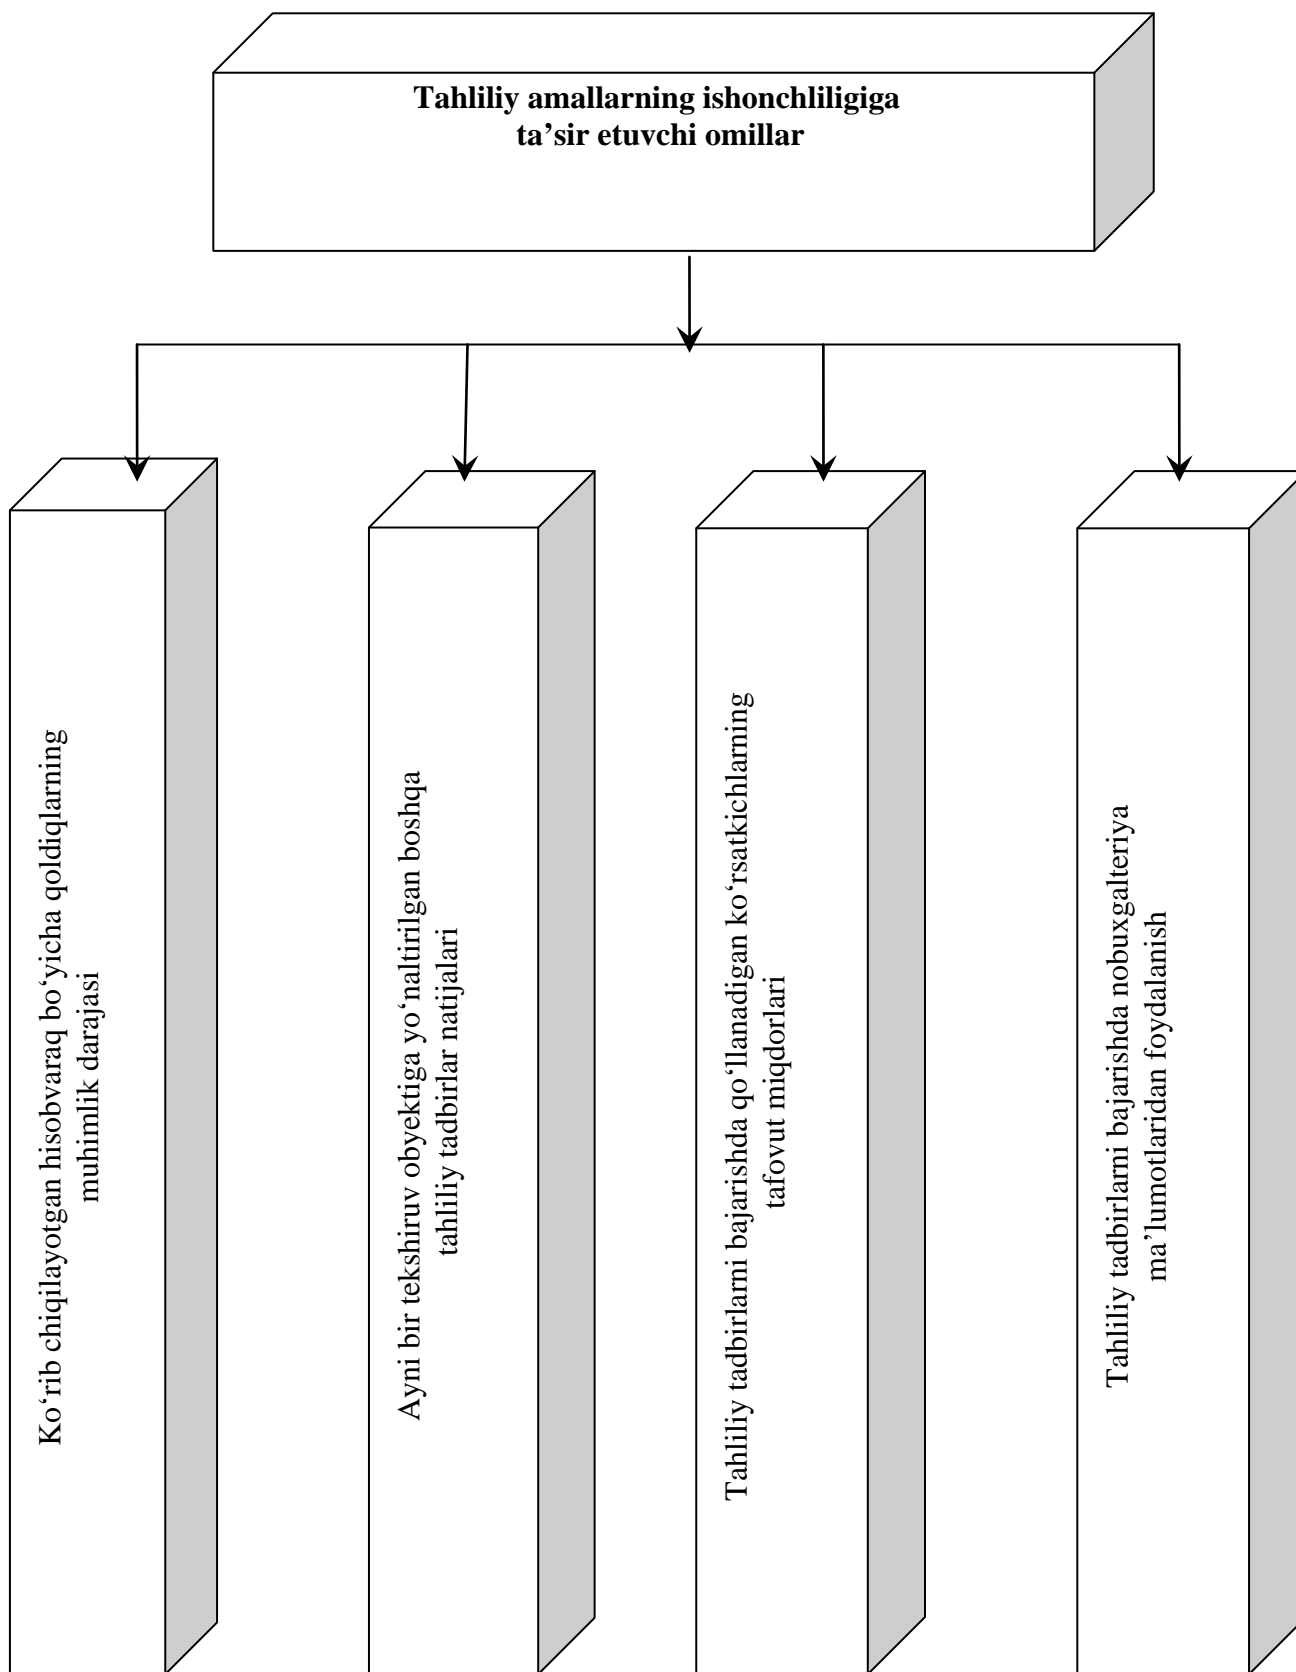 Tahliliy amallarning ishonchliligiga
ta’sir etuvchi omillar
Ko‘rib chiqilayotgan hisobvaraq bo‘yicha qoldiqlarning
muhimlik darajasi
Ayni bir tekshiruv obyektiga yo‘naltirilgan boshqa
tahliliy tadbirlar natijalari
Tahliliy tadbirlarni bajarishda qo‘llanadigan ko‘rsatkichlarning
tafovut miqdorlari
Tahliliy tadbirlarni bajarishda nobuxgalteriya
ma’lumotlaridan foydalanish